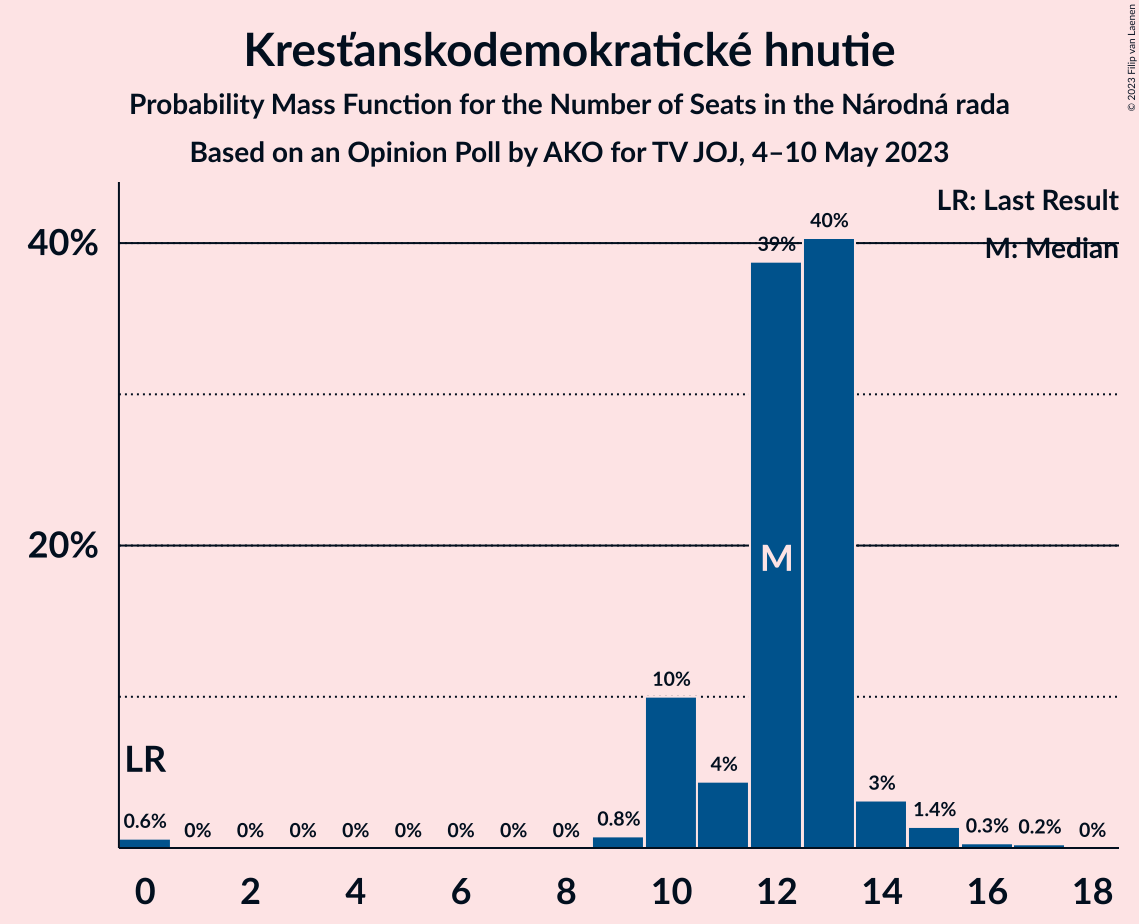 Kresťanskodemokratické hnutie
Probability Mass Function for the Number of Seats in the Národná rada
Based on an Opinion Poll by AKO for TV JOJ, 4–10 May 2023
© 2023 Filip van Laenen
LR: Last Result
M: Median
40%
20%
40%
39%
M
10%
4%
3%
1.4%
LR
0.6%
0%
0%
0%
0%
0%
0%
0%
0%
0.8%
0.3%
0.2%
0%
0 2 4 6 8 10 12 14 16 18